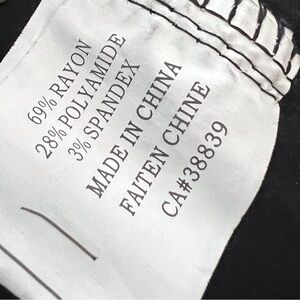 69% RAYON
28% POLYAMIDE
3% SPANDEX
MADE IN CHINA
FAITEN CHINE
CA#38839